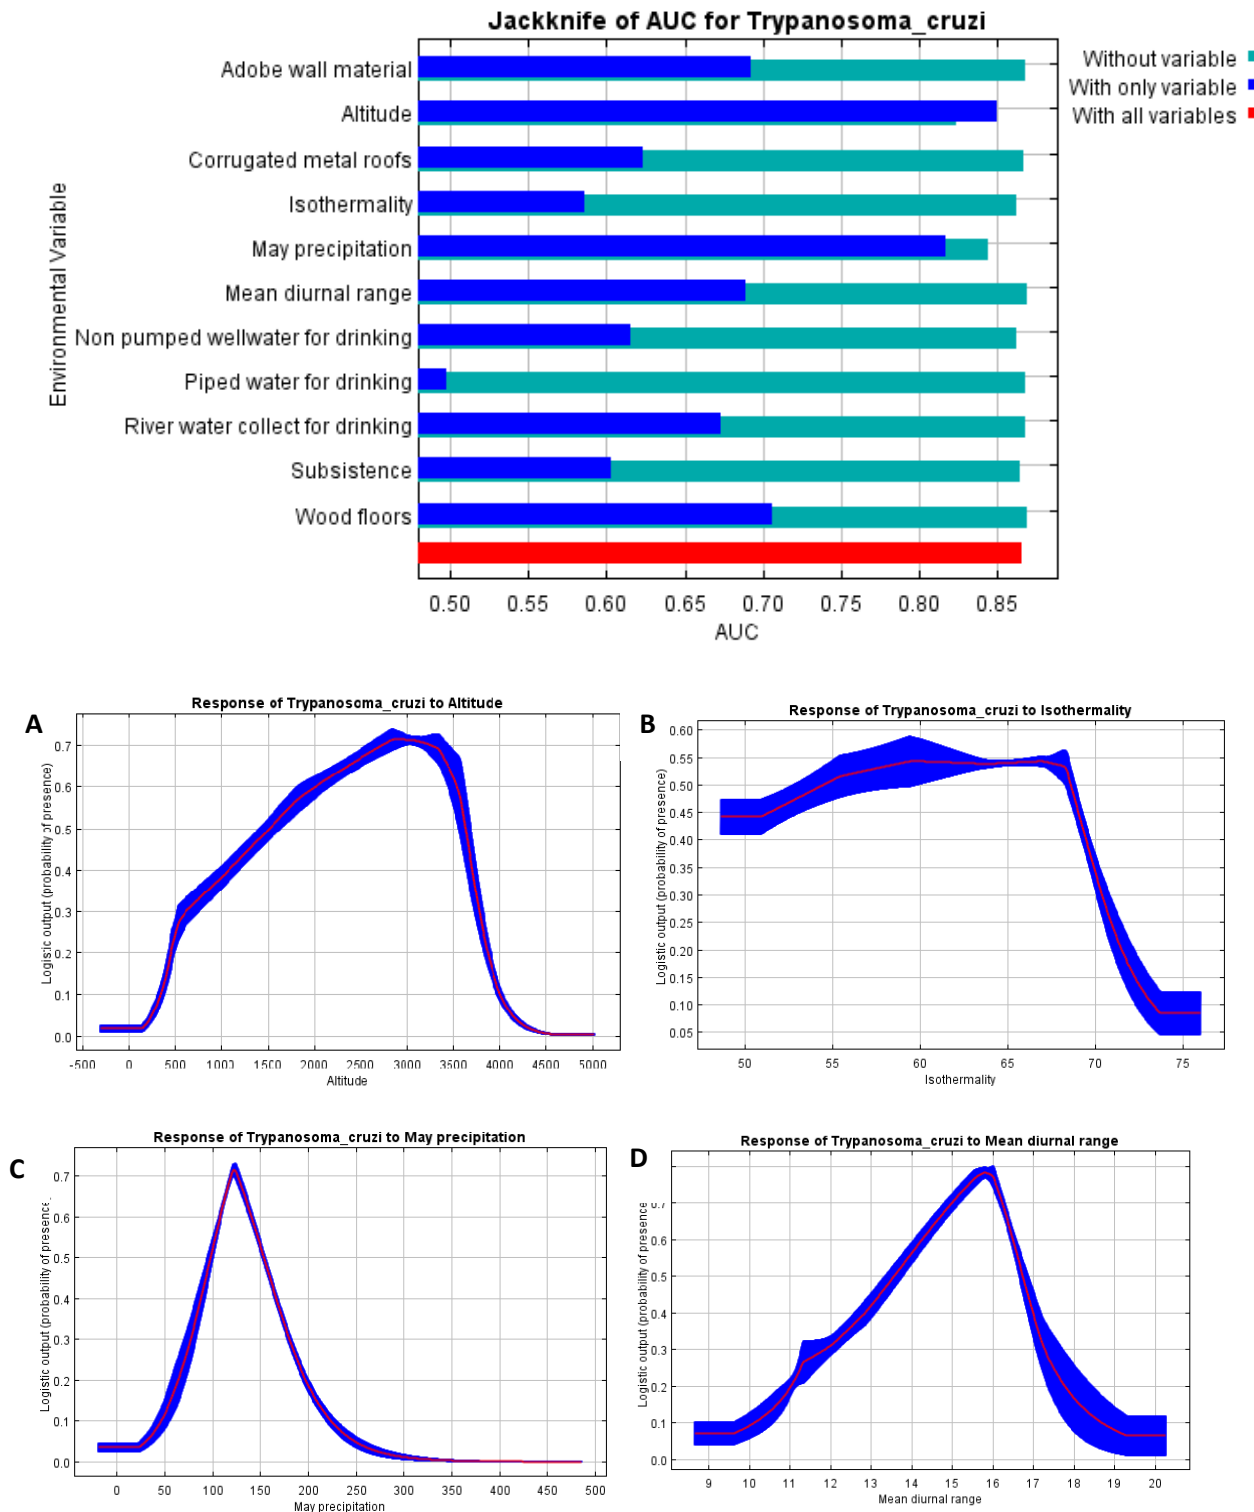 Jackknife of AUC for Trypanosoma_cruzi
Without variable
With only variable
With all variables
Environmental Variable
Adobe wall material
Altitude
Corrugated metal roofs
Isothermality
May precipitation
Mean diurnal range
Non pumped wellwater for drinking
Piped water for drinking
River water collect for drinking
Subsistence
Wood floors
0.50 0.55 0.60 0.65 0.70 0.75 0.80 0.85
AUC
A
Response of Trypanosoma_cruzi to Altitude
Logistic output (probability of presence)
0.7
0.6
0.5
0.4
0.3
0.2
0.1
0.0
-500 0 500 1000 1500 2000 2500 3000 3500 4000 4500 5000
Altitude
B
Response of Trypanosoma_cruzi to Isothermality
Logistic output (probability of presence)
0.60
0.55
0.50
0.45
0.40
0.35
0.30
0.25
0.20
0.15
0.10
0.05
50 55 60 65 70 75
Isothermality
C
Response of Trypanosoma_cruzi to May precipitation
Logistic output (probability of presence
0.7
0.6
0.5
0.4
0.3
0.2
0.1
0.0
0 50 100 150 200 250 300 350 400 450 500
May precipitation
D
Response of Trypanosoma_cruzi to Mean diurnal range
Logistic output (probability of presence
0.7
0.6
0.5
0.4
0.3
0.2
0.1
0.0
9 10 11 12 13 14 15 16 17 18 19 20
Mean diurnal range